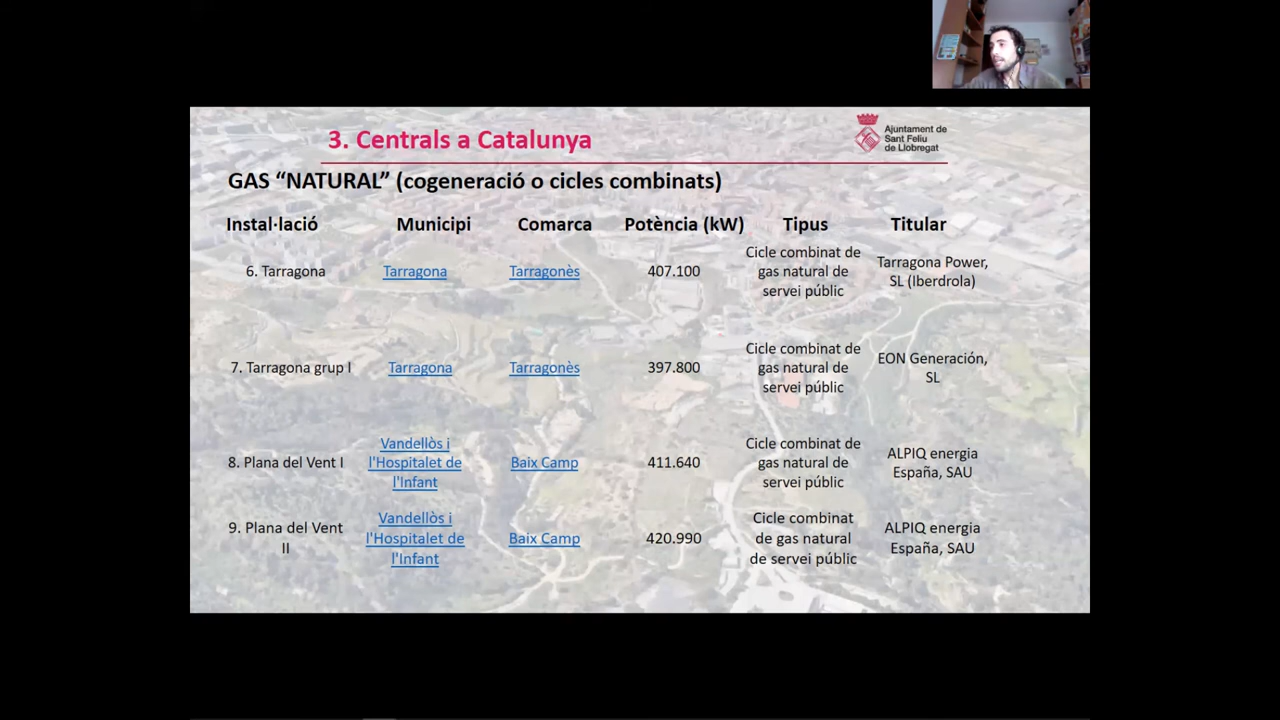 3. Centrals a Catalunya
Ajuntament de
Sant Feliu
de Llobregat
GAS “NATURAL” (cogeneració o cicles combinats)
Instal·lació Municipi Comarca Potència (kW) Tipus Titular
6. Tarragona
Tarragona
Tarragonès
407.100
Cicle combinat de
gas natural de
servei públic
Tarragona Power,
SL (Iberdrola)
7. Tarragona grup I
Tarragona
Tarragonès
397.800
Cicle combinat de
gas natural de
servei públic
EON Generación,
SL
8. Plana del Vent I
Vandellòs i
l'Hospitalet de
l'Infant
Baix Camp
411.640
Cicle combinat de
gas natural de
servei públic
ALPIQ energia
España, SAU
9. Plana del Vent
II
Vandellòs i
l'Hospitalet de
l'Infant
Baix Camp
420.990
Cicle combinat
de gas natural
de servei públic
ALPIQ energia
España, SAU